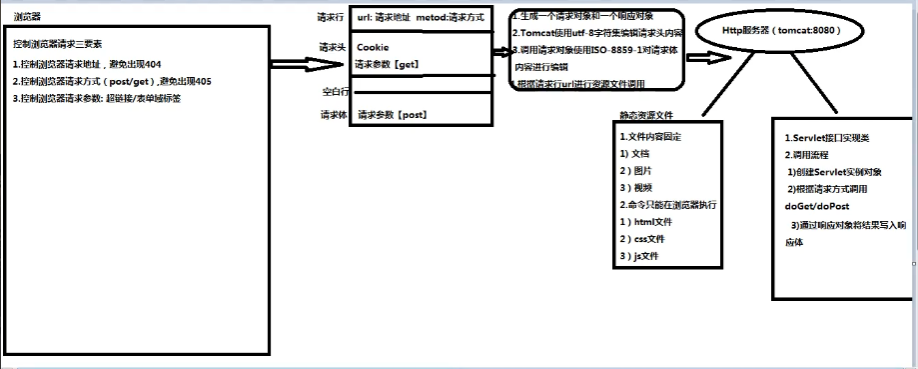 浏览器
控制浏览器请求三要素
1.控制浏览器请求地址，避免出现404
2.控制浏览器请求方式（post/get）,避免出现405
3.控制浏览器请求参数: 超链接/表单域标签
请求行
url: 请求地址 metod:请求方式
请求头
Cookie
请求参数【get】
空白行
请求体
请求参数【post】
1.生成一个请求对象和一个响应对象
2.Tomcat使用utf-8字符集编辑请求头内容
3.调用请求对象使用ISO-8859-1对请求体
内容进行编辑
根据请求行url进行资源文件调用
Http服务器（tomcat:8080）
静态资源文件
1.文件内容固定
1）文档
2）图片
3）视频
2.命令只能在浏览器执行
1）html文件
2）css文件
3）js文件
1.Servlet接口实现类
2.调用流程
1)创建Servlet实例对象
2)根据请求方式调用
doGet/doPost
3)通过响应对象将结果写入响
应体